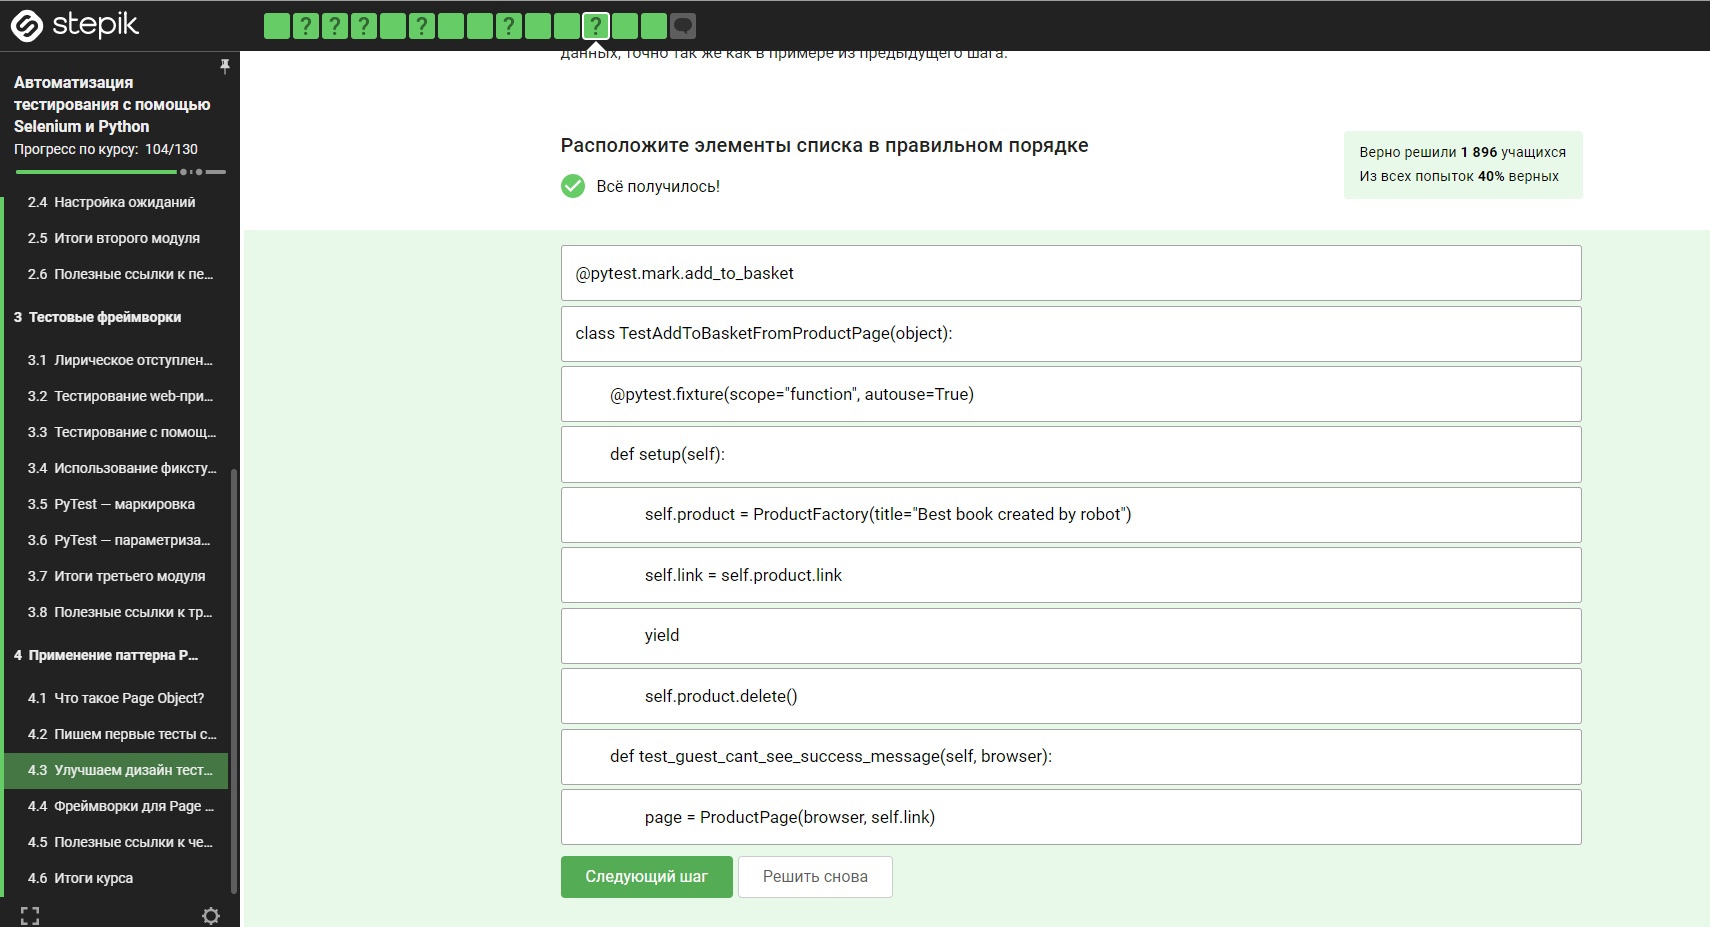 stepik
? ? ? ? ? ?
Автоматизация
тестирования с помощью
Selenium и Python
Прогресс по курсу: 104/130
2.4 Настройка ожиданий
2.5 Итоги второго модуля
2.6 Полезные ссылки к пе...
3 Тестовые фреймворки
3.1 Лирическое отступлен...
3.2 Тестирование web-при...
3.3 Тестирование с помощ...
3.4 Использование фиксту...
3.5 PyTest — маркировка
3.6 PyTest — параметриза...
3.7 Итоги третьего модуля
3.8 Полезные ссылки к тр...
4 Применение паттерна P...
4.1 Что такое Page Object?
4.2 Пишем первые тесты с...
4.3 Улучшаем дизайн тест...
4.4 Фреймворки для Page ...
4.5 Полезные ссылки к че...
4.6 Итоги курса
данных, точно так же как в примере из предыдущего шага.
Расположите элементы списка в правильном порядке
Всё получилось!
Верно решили 1 896 учащихся
Из всех попыток 40% верных
@pytest.mark.add_to_basket
class TestAddToBasketFromProductPage(object):
@pytest.fixture(scope="function", autouse=True)
def setup(self):
self.product = ProductFactory(title="Best book created by robot")
self.link = self.product.link
yield
self.product.delete()
def test_guest_cant_see_success_message(self, browser):
page = ProductPage(browser, self.link)
Следующий шаг
Решить снова